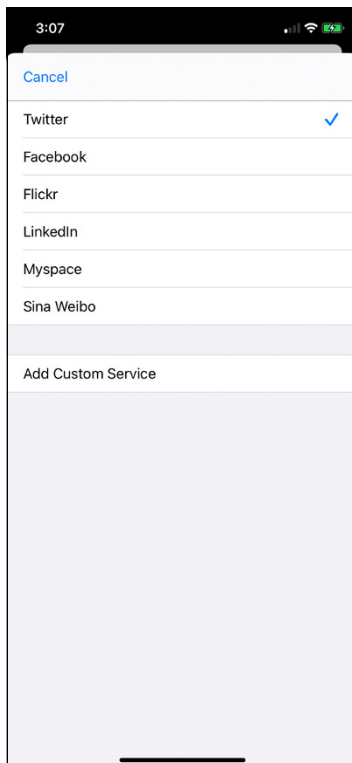 3:07
Cancel
Twitter
Facebook
Flickr
LinkedIn
Myspace
Sina Weibo
Add Custom Service